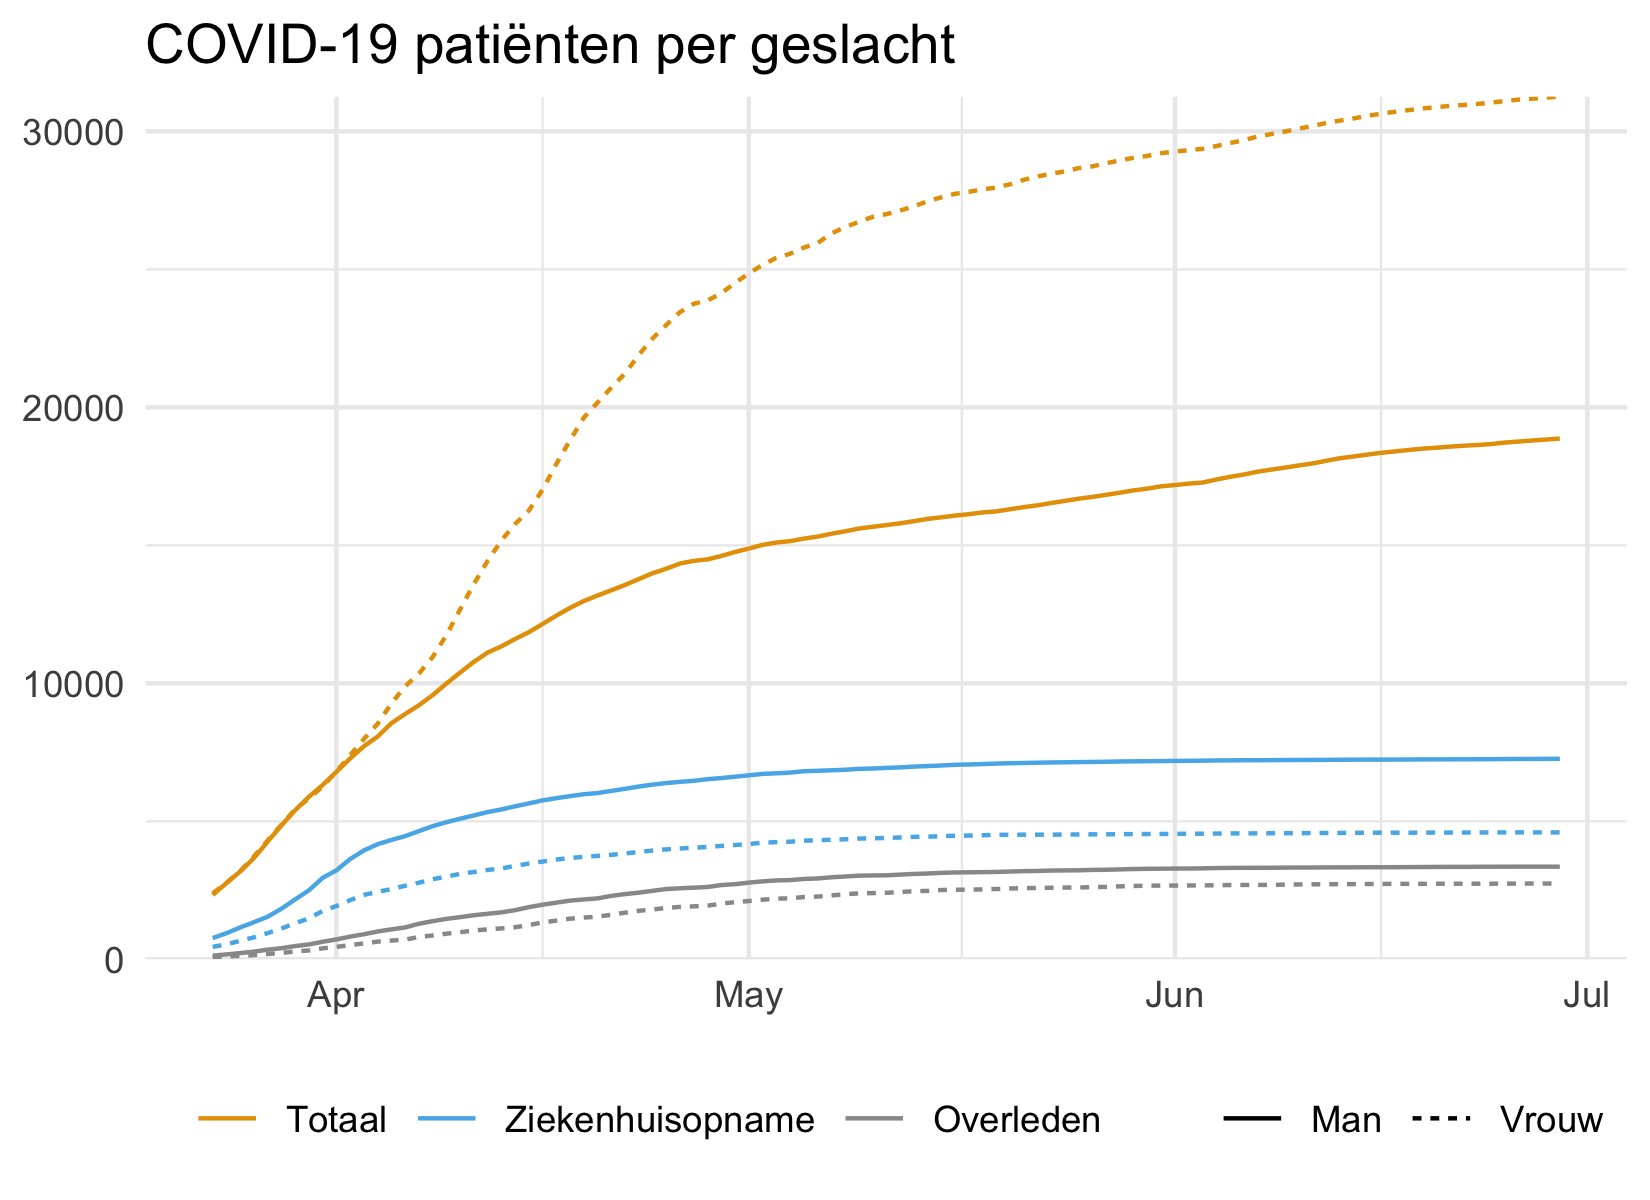 COVID-19 patiënten per geslacht
30000
20000
10000
0
Apr May Jun Jul
Totaal Ziekenhuisopname Overleden Man Vrouw